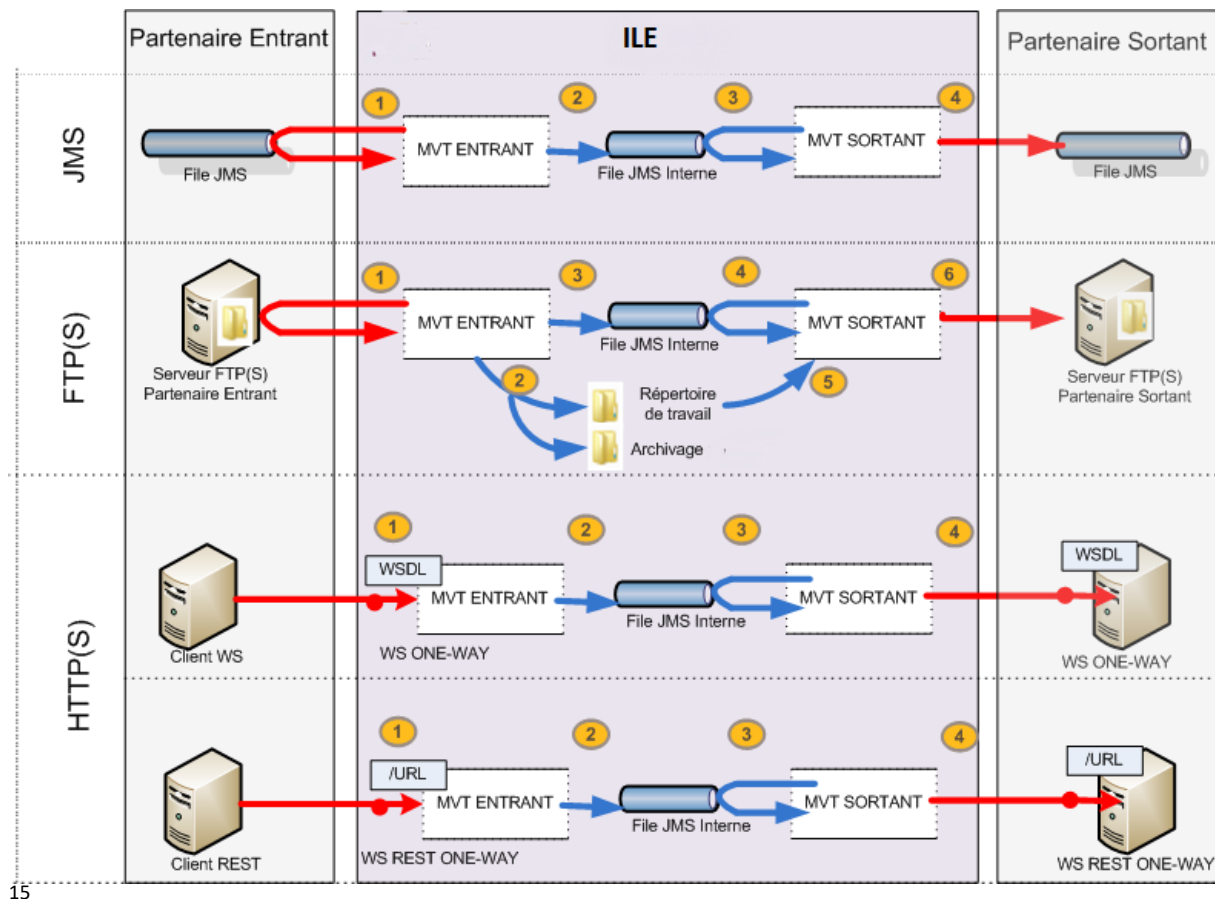 Partenaire Entrant
ILE
Partenaire Sortant
JMS
1
2
3
4
MVT ENTRANT
MVT SORTANT
File JMS
File JMS Interne
File JMS
FTP(S)
1
3
4
6
MVT ENTRANT
MVT SORTANT
File JMS Interne
Serveur FTP(S)
Partenaire Entrant
Serveur FTP(S)
Partenaire Sortant
2
5
Répertoire
de travail
Archivage
HTTP(S)
1
2
3
4
WSDL
WSDL
MVT ENTRANT
MVT SORTANT
File JMS Interne
Client WS
WS ONE-WAY
WS ONE-WAY
1
2
3
4
/URL
/URL
MVT ENTRANT
MVT SORTANT
File JMS Interne
Client REST
WS REST ONE-WAY
WS REST ONE-WAY
15